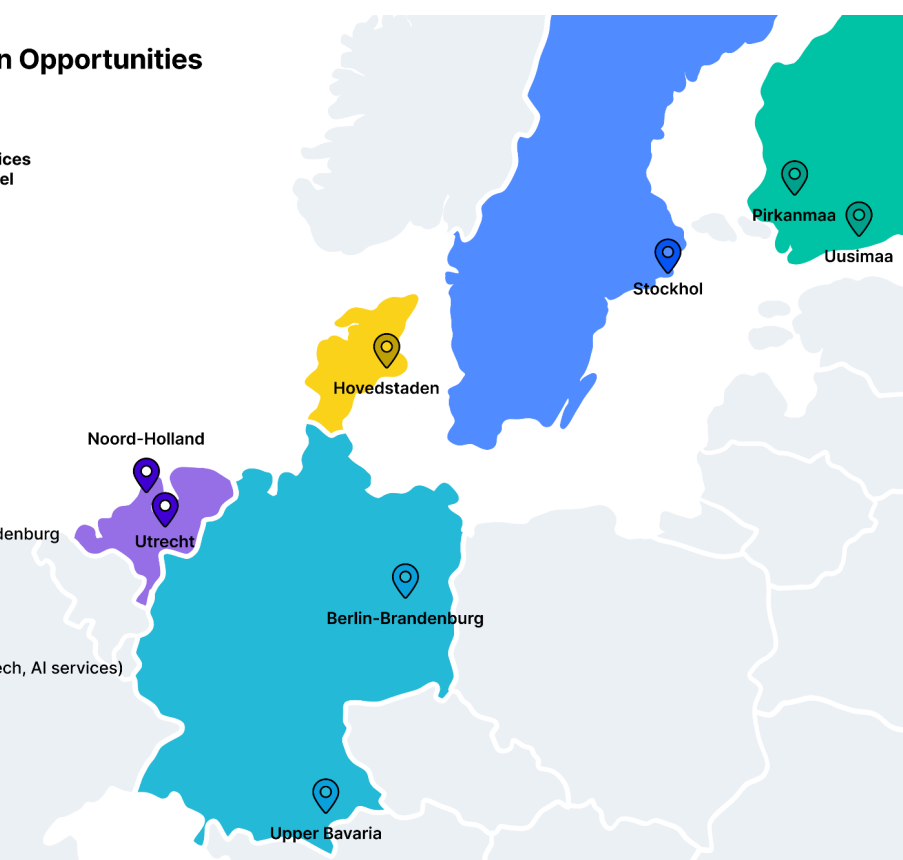 n Opportunities
ices
el
Pirkanmaa
Uusimaa
Stockhol
Hovedstaden
Noord-Holland
denburg
Utrecht
Berlin-Brandenburg
ech, AI services)
Upper Bavaria